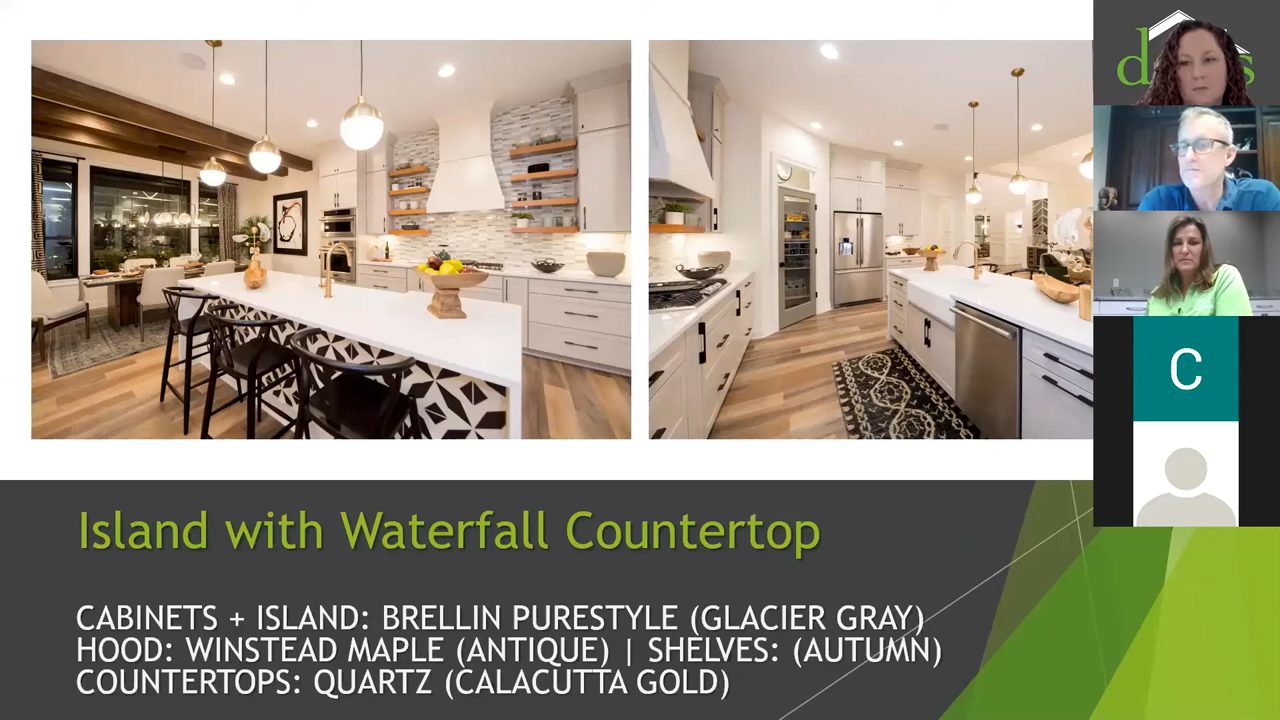 Island with Waterfall Countertop
CABINETS + ISLAND: BRELLIN PURESTYLE (GLACIER GRAY)
HOOD: WINSTEAD MAPLE (ANTIQUE) | SHELVES: (AUTUMN)
COUNTERTOPS: QUARTZ (CALACUTTA GOLD)
C